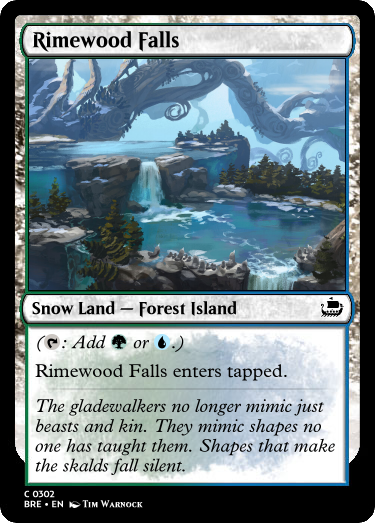 Rimewood Falls
Snow Land — Forest Island
(: Add or .)
Rimewood Falls enters tapped.
The gladewalkers no longer mimic just
beasts and kin. They mimic shapes no
one has taught them. Shapes that make
the skalds fall silent.
C 0302
BRE • EN Tim Warnock